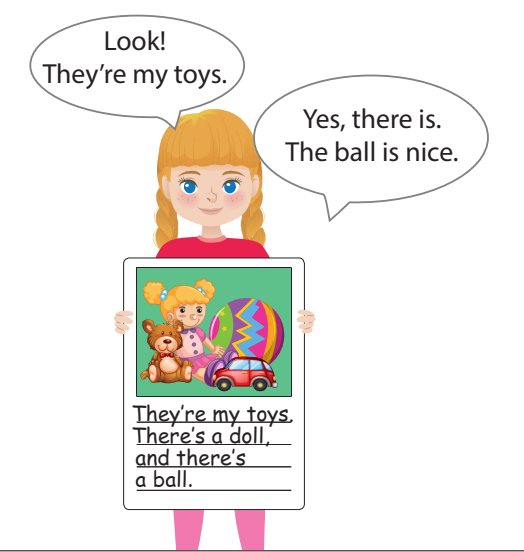 Look!
They’re my toys.
Yes, there is.
The ball is nice.
They’re my toys.
There’s a doll,
and there’s
a ball.